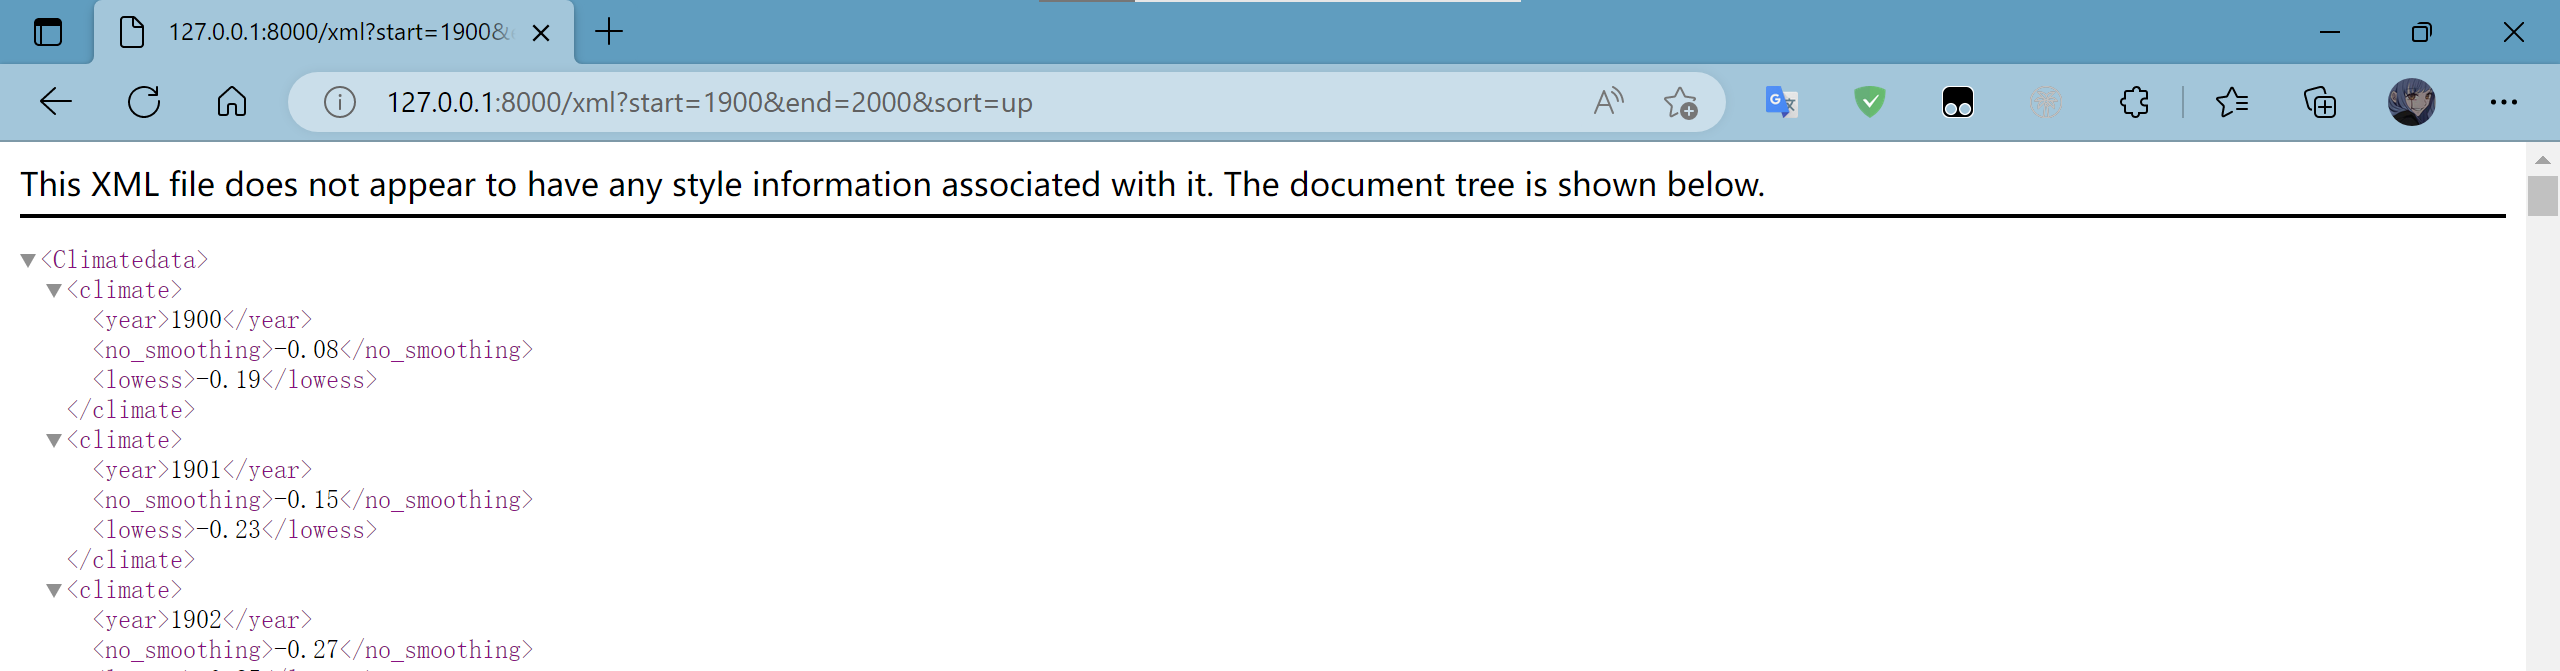 127.0.0.1:8000/xml?start=1900&
127.0.0.1:8000/xml?start=1900&end=2000&sort=up
This XML file does not appear to have any style information associated with it. The document tree is shown below.
<Climatedata>
<climate>
<year>1900</year>
<no_smoothing>-0.08</no_smoothing>
<lowess>-0.19</lowess>
</climate>
<climate>
<year>1901</year>
<no_smoothing>-0.15</no_smoothing>
<lowess>-0.23</lowess>
</climate>
<climate>
<year>1902</year>
<no_smoothing>-0.27</no_smoothing>